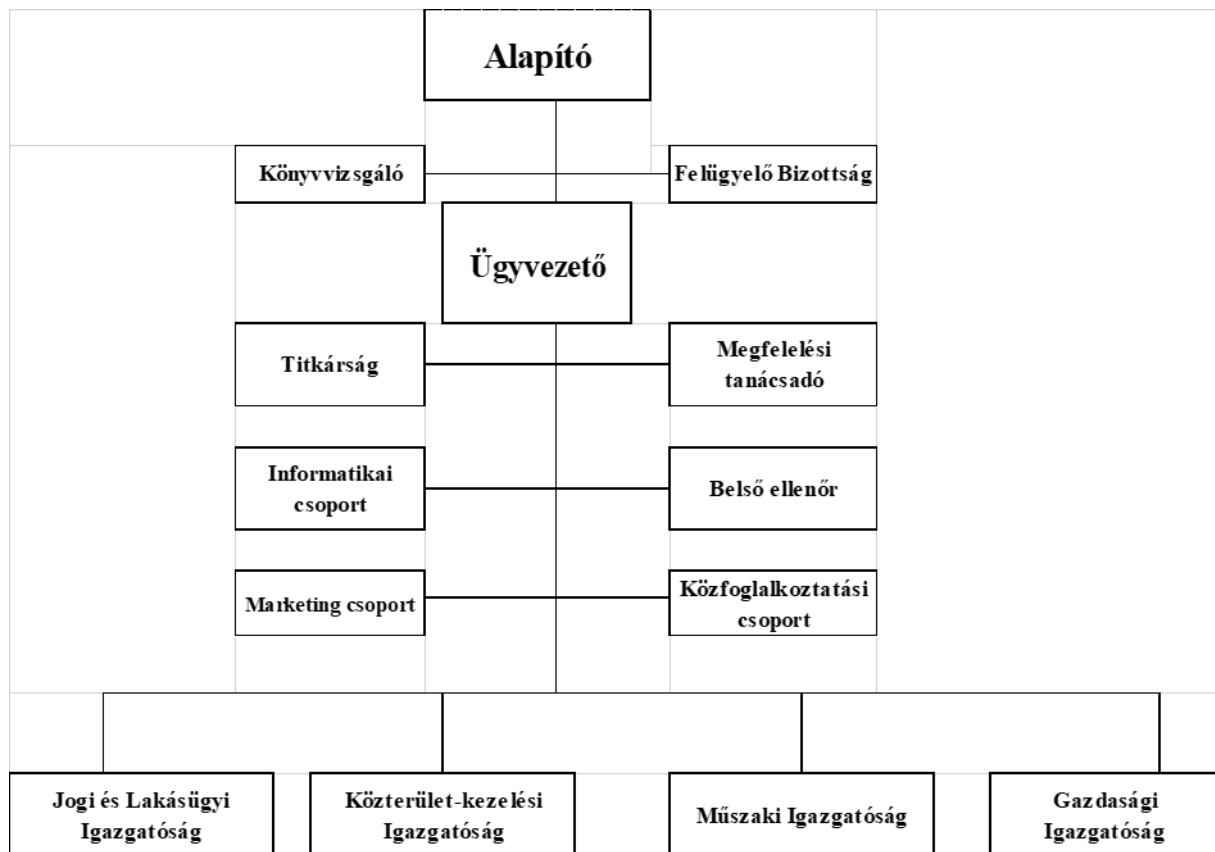 Alapító
Könyvvizsgáló
Felügyelő Bizottság
Ügyvezető
Titkárság
Megfelelési
tanácsadó
Informatikai
csoport
Belső ellenőr
Marketing csoport
Közfoglalkoztatási
csoport
Jogi és Lakásügyi
Igazgatóság
Közterület-kezelési
Igazgatóság
Műszaki Igazgatóság
Gazdasági
Igazgatóság